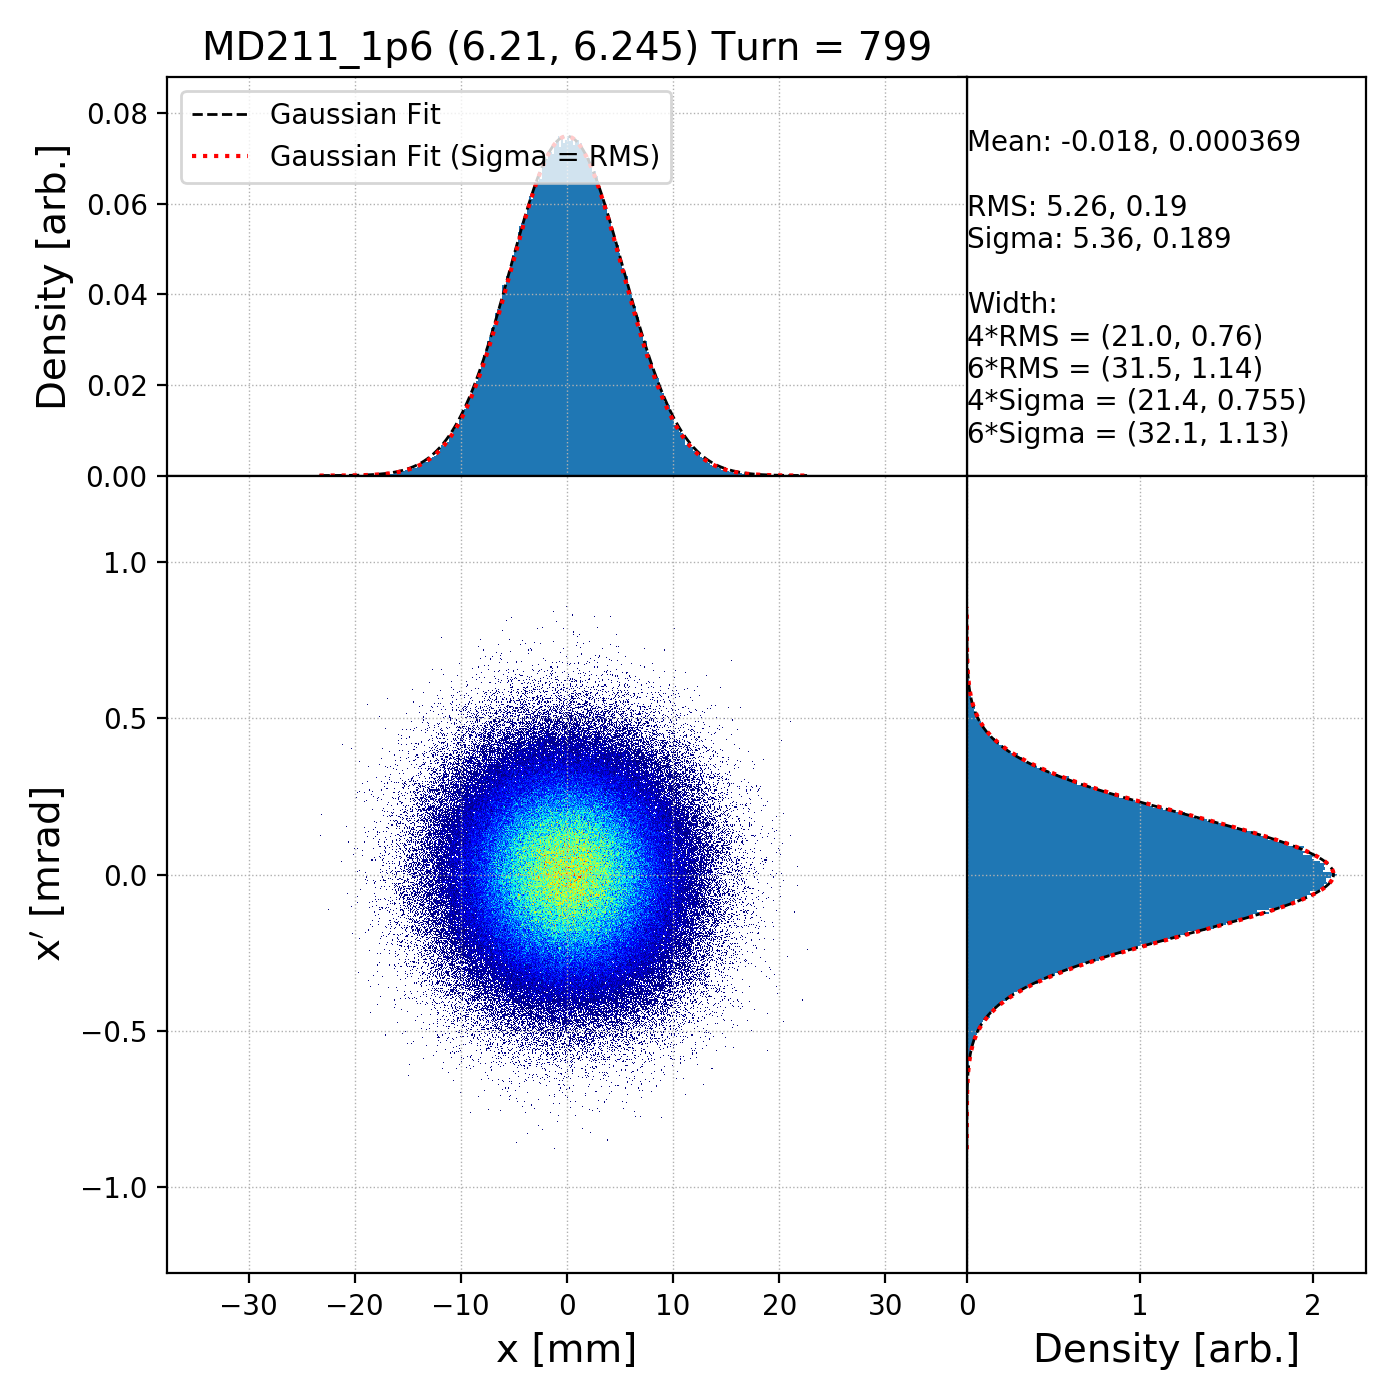 MD211_1p6 (6.21, 6.245) Turn = 799
Density [arb.]
0.08
0.06
0.04
0.02
0.00
Gaussian Fit
Gaussian Fit (Sigma = RMS)
Mean: -0.018, 0.000369
RMS: 5.26, 0.19
Sigma: 5.36, 0.189
Width:
4*RMS = (21.0, 0.76)
6*RMS = (31.5, 1.14)
4*Sigma = (21.4, 0.755)
6*Sigma = (32.1, 1.13)
x′ [mrad]
1.0
0.5
0.0
−0.5
−1.0
−30 −20 −10 0 10 20 30
x [mm]
0 1 2
Density [arb.]